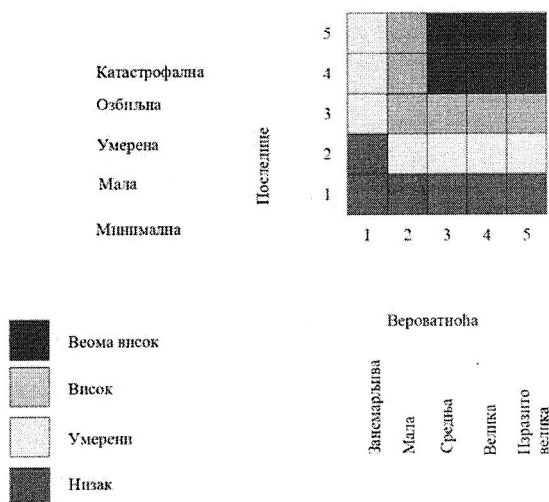 5
Катастрофална
4
Озбиљна
3
Умерена
2
Мала
1
Минимална
Последице
1 2 3 4 5
Вероватноћа
Занемарљива
Мала
Средња
Велика
Изразито
велика
Веома висок
Висок
Умерени
Низак